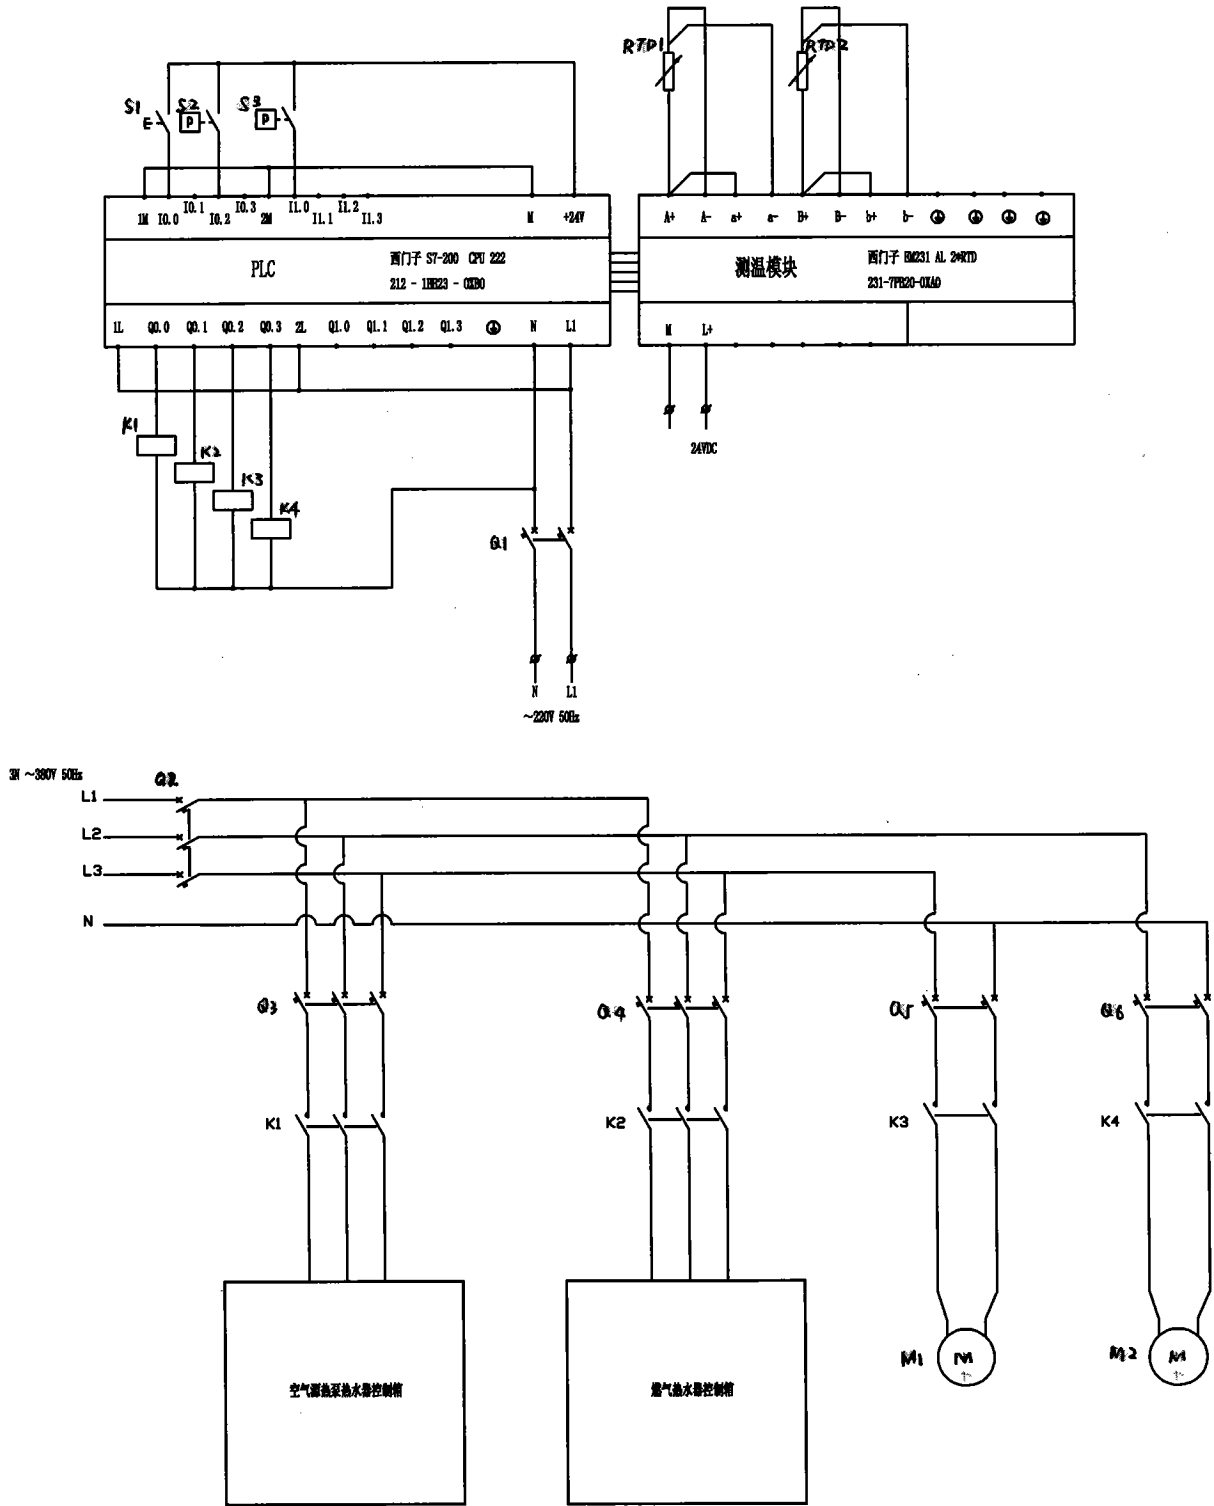 RTD1
RTD2
S1
E
S2
P
S3
P
1M I0.0 I0.1 I0.2 I0.3 2M I1.0 I1.1 I1.2 I1.3 M +24V
A+ A- a+ a- B+ B- b+ b-
PLC
西门子 S7-200 CPU 222
212 - 1BB23 - 0XB0
测温模块
西门子 EM231 AL 2*RTD
231-7PB20-0XA0
1L Q0.0 Q0.1 Q0.2 Q0.3 2L Q1.0 Q1.1 Q1.2 Q1.3 N L1
M L+
24VDC
K1
K2
K3
K4
Q1
N L1
～220V 50Hz
3N ～380V 50Hz
Q2
L1
L2
L3
N
Q3
Q4
Q5
Q6
K1
K2
K3
K4
空气源热泵热水器控制箱
燃气热水器控制箱
M1
M
M2
M